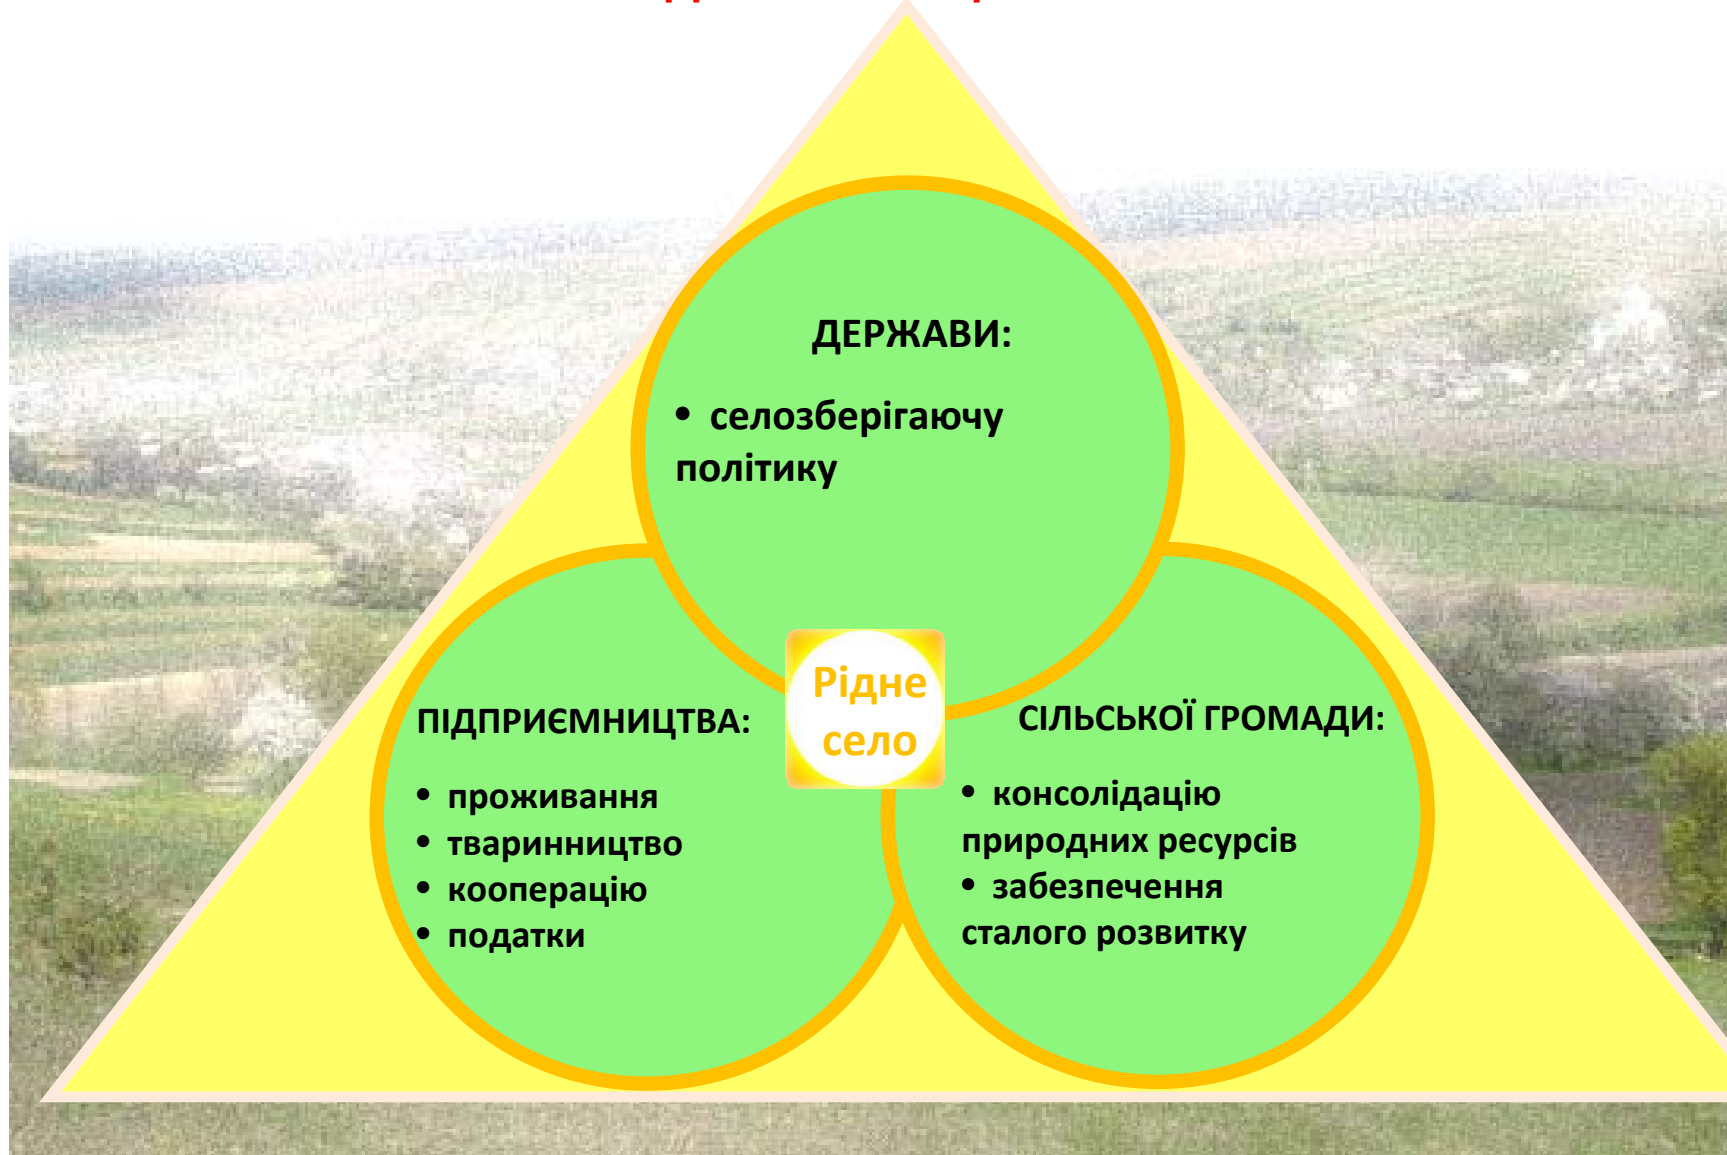 ДЕРЖАВИ:
• селозберігаючу
політику
Рідне
село
ПІДПРИЄМНИЦТВА:
• проживання
• тваринництво
• кооперацію
• податки
СІЛЬСЬКОЇ ГРОМАДИ:
• консолідацію
природних ресурсів
• забезпечення
сталого розвитку